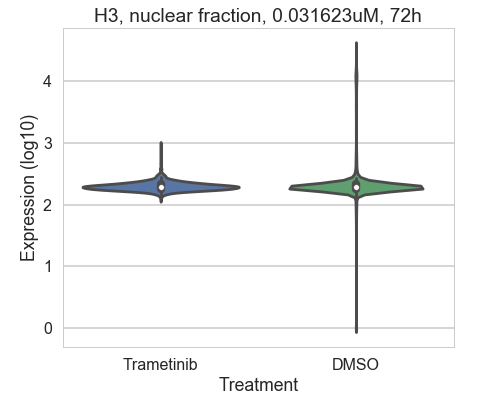 H3, nuclear fraction, 0.031623uM, 72h
Expression (log10)
4
3
2
1
0
Trametinib
DMSO
Treatment